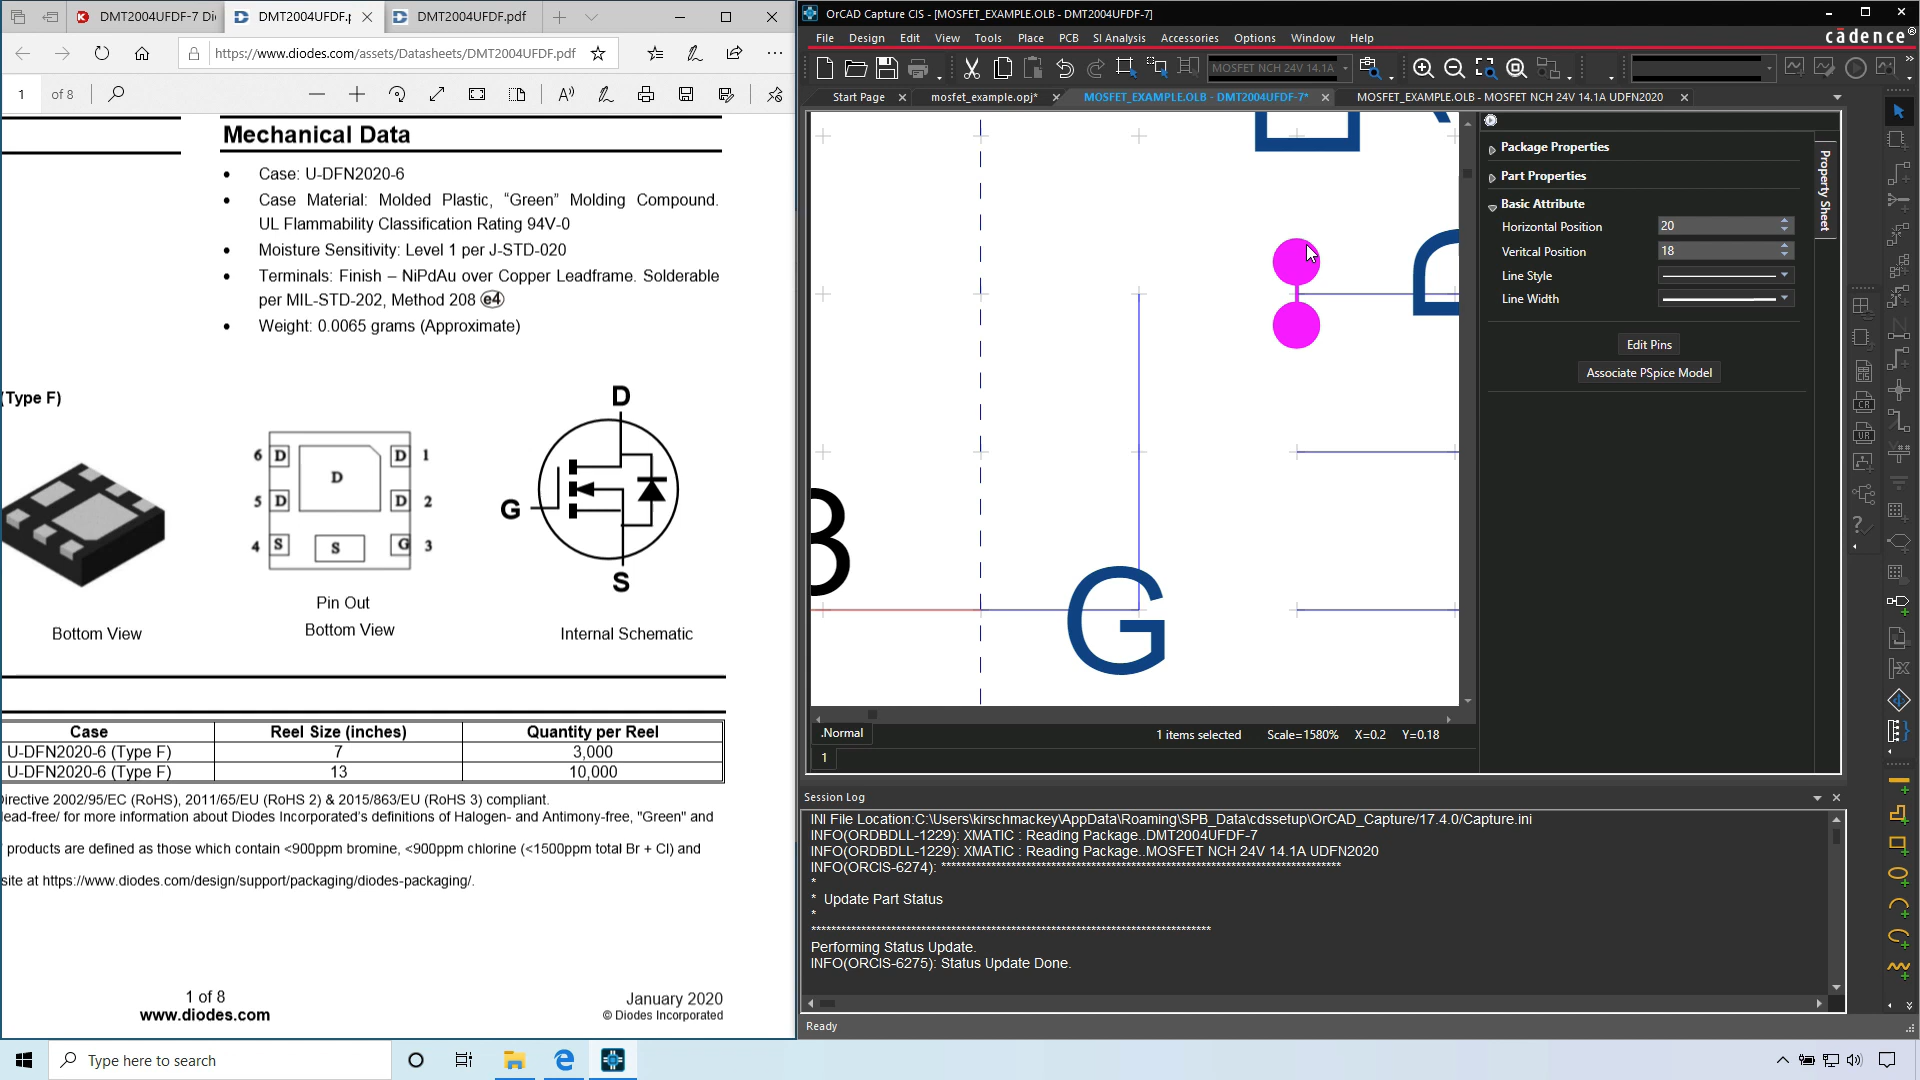 DMT2004UFDF-7 Di
DMT2004UFDF.p
DMT2004UFDF.pdf
https://www.diodes.com/assets/Datasheets/DMT2004UFDF.pdf
1
of 8
Mechanical Data
• Case: U-DFN2020-6
• Case Material: Molded Plastic, "Green" Molding Compound.
UL Flammability Classification Rating 94V-0
• Moisture Sensitivity: Level 1 per J-STD-020
• Terminals: Finish – NiPdAu over Copper Leadframe. Solderable
per MIL-STD-202, Method 208 e4
• Weight: 0.0065 grams (Approximate)
(Type F)
D
6 D D 1
D
5 D D 2
G
4 S S G 3
S
Pin Out
Bottom View
Bottom View
Internal Schematic
Case Reel Size (inches) Quantity per Reel
U-DFN2020-6 (Type F) 7 3,000
U-DFN2020-6 (Type F) 13 10,000
irective 2002/95/EC (RoHS), 2011/65/EU (RoHS 2) & 2015/863/EU (RoHS 3) compliant.
ead-free/ for more information about Diodes Incorporated's definitions of Halogen- and Antimony-free, "Green" and
products are defined as those which contain <900ppm bromine, <900ppm chlorine (<1500ppm total Br + Cl) and
site at https://www.diodes.com/design/support/packaging/diodes-packaging/.
1 of 8
www.diodes.com
January 2020
© Diodes Incorporated
OrCAD Capture CIS - [MOSFET_EXAMPLE.OLB - DMT2004UFDF-7]
File Design Edit View Tools Place PCB SI Analysis Accessories Options Window Help
cādence®
MOSFET NCH 24V 14.1A
Start Page
mosfet_example.opj*
MOSFET_EXAMPLE.OLB - DMT2004UFDF-7*
MOSFET_EXAMPLE.OLB - MOSFET NCH 24V 14.1A UDFN2020
G
Package Properties
Part Properties
Basic Attribute
Horizontal Position 20
Veritcal Position 18
Line Style
Line Width
Edit Pins
Associate PSpice Model
Property Sheet
.Normal
1 items selected Scale=1580% X=0.2 Y=0.18
1
Session Log
INI File Location:C:\Users\kirschmackey\AppData\Roaming\SPB_Data\cdssetup\OrCAD_Capture/17.4.0/Capture.ini
INFO(ORDBDLL-1229): XMATIC : Reading Package..DMT2004UFDF-7
INFO(ORDBDLL-1229): XMATIC : Reading Package..MOSFET NCH 24V 14.1A UDFN2020
INFO(ORCIS-6274): ********************************************************************************
*
* Update Part Status
*
********************************************************************************
Performing Status Update.
INFO(ORCIS-6275): Status Update Done.
Ready
Type here to search